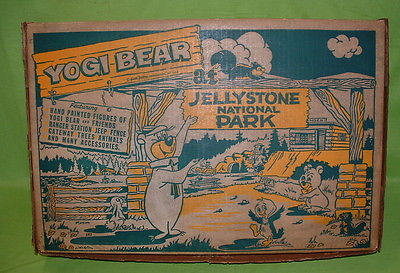 YOGI BEAR
at
JELLYSTONE
NATIONAL
PARK
Featuring
HAND PAINTED FIGURES OF
YOGI BEAR AND FRIENDS
RANGER STATION JEEP FENCE
GATEWAY TREES ANIMALS
AND MANY ACCESSORIES.